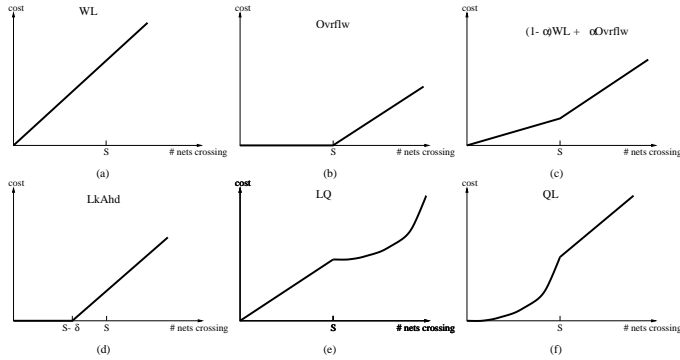 cost
WL
S
# nets crossing
(a)
cost
Ovrflw
S
# nets crossing
(b)
cost
(1- α)WL + αOvrflw
S
# nets crossing
(c)
cost
LkAhd
S- δ
S
# nets crossing
(d)
cost
LQ
S
# nets crossing
(e)
cost
QL
S
# nets crossing
(f)